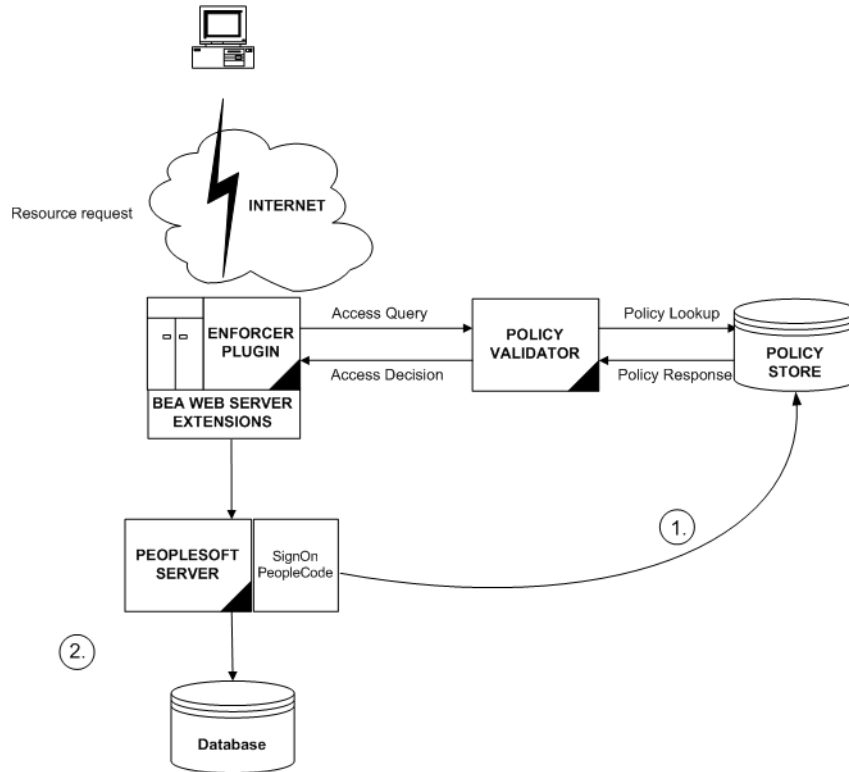 INTERNET
Resource request
ENFORCER
PLUGIN
BEA WEB SERVER
EXTENSIONS
Access Query
Access Decision
POLICY
VALIDATOR
Policy Lookup
Policy Response
POLICY
STORE
1.
PEOPLESOFT
SERVER
SignOn
PeopleCode
2.
Database